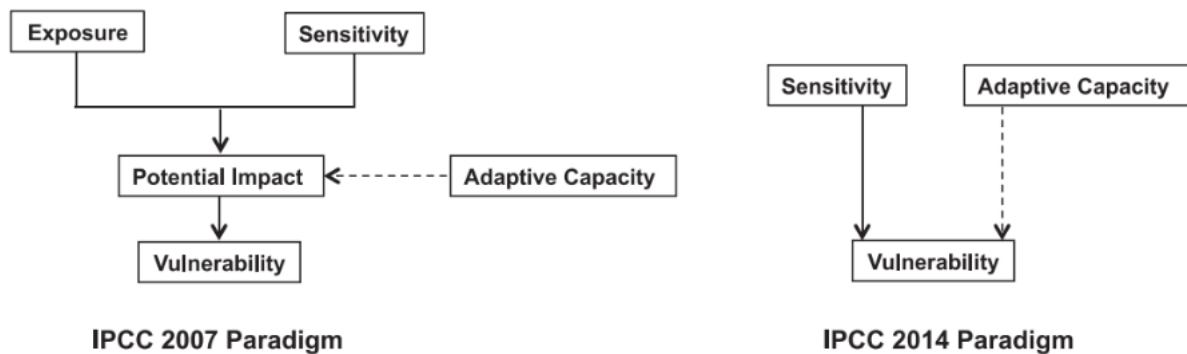 Exposure
Sensitivity
Potential Impact
Adaptive Capacity
Vulnerability
IPCC 2007 Paradigm
Sensitivity
Adaptive Capacity
Vulnerability
IPCC 2014 Paradigm